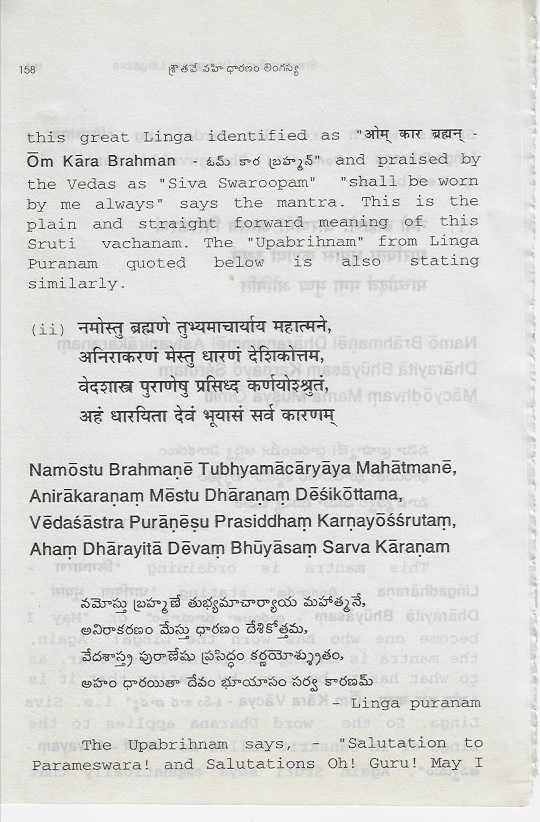 158
శ్రౌతవే వహి ధారణం లింగస్య
this great Linga identified as "ओम् कार ब्रह्मन् -
Ōm Kāra Brahman - ఓమ్ కార బ్రహ్మన్" and praised by
the Vedas as "Siva Swaroopam" "shall be worn
by me always" says the mantra. This is the
plain and straight forward meaning of this
Sruti vachanam. The "Upabrihnam" from Linga
Puranam quoted below is also stating
similarly.
(ii) नमोस्तु ब्रह्मणे तुभ्यमाचार्याय महात्मने,
अनिराकरणं मेस्तु धारणं देशिकोत्तम,
वेदशास्त्र पुराणेषु प्रसिध्द कर्णयोश्श्रुतं,
अहं धारयिता देवं भूयासं सर्व कारणम्
Namōstu Brahmaṇē Tubhyamācāryāya Mahātmanē,
Anirākaraṇaṃ Mēstu Dhāraṇaṃ Dēśikōttama,
Vēdaśāstra Purāṇēṣu Prasiddhaṃ Karṇayōśśrutaṃ,
Ahaṃ Dhārayitā Dēvaṃ Bhūyāsaṃ Sarva Kāraṇam
నమోస్తు బ్రహ్మణే తుభ్యమాచార్యాయ మహాత్మనే,
అనిరాకరణం మేస్తు ధారణం దేశికోత్తమ,
వేదశాస్త్ర పురాణేషు ప్రసిద్ధం కర్ణయోశ్శ్రుతం,
అహం ధారయితా దేవం భూయాసం సర్వ కారణమ్
- Linga puranam
The Upabrihnam says, - "Salutation to
Parameswara! and Salutations Oh! Guru! May I